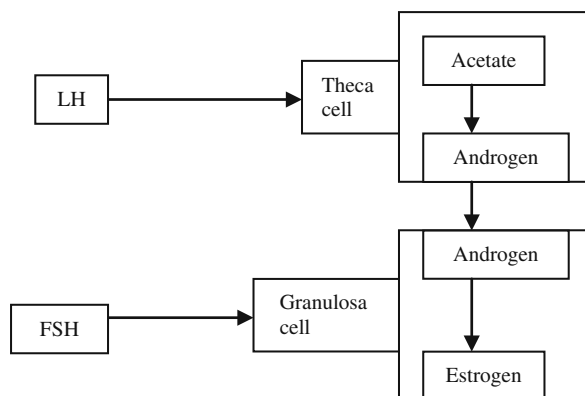 LH
Theca
cell
Acetate
Androgen
Androgen
FSH
Granulosa
cell
Estrogen